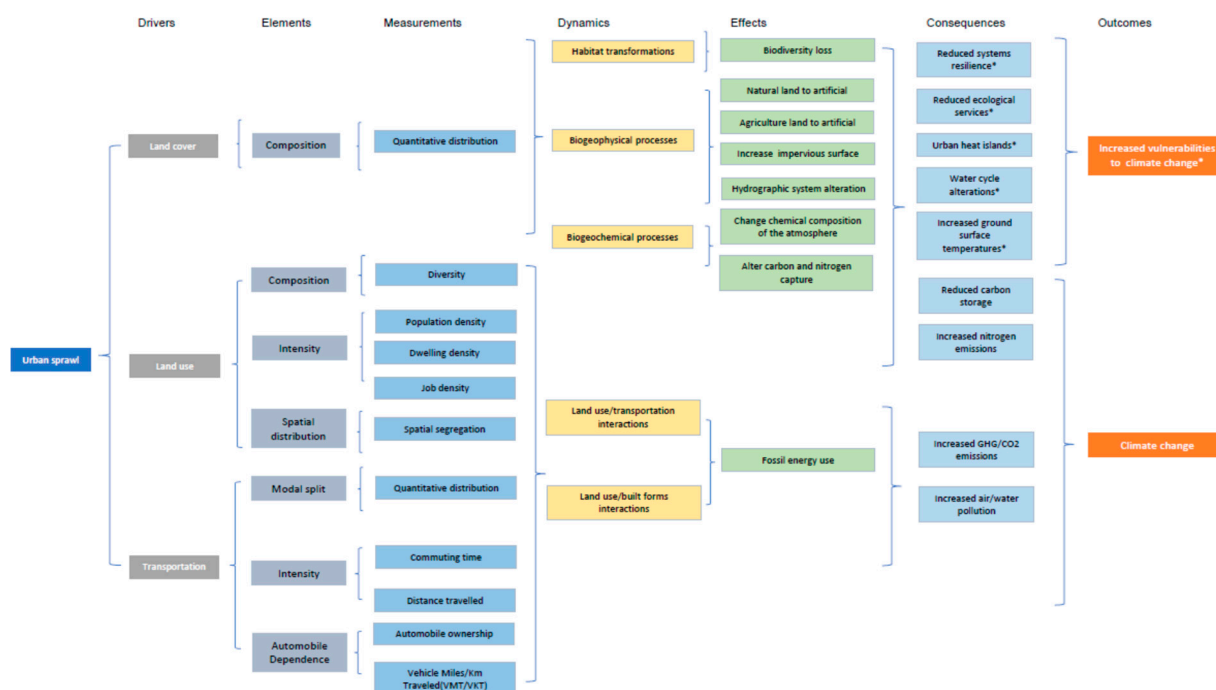 Drivers
Elements
Measurements
Dynamics
Effects
Consequences
Outcomes
Urban sprawl
Land cover
Land use
Transportation
Composition
Composition
Intensity
Spatial
distribution
Modal split
Intensity
Automobile
Dependence
Quantitative distribution
Diversity
Population density
Dwelling density
Job density
Spatial segregation
Quantitative distribution
Commuting time
Distance travelled
Automobile ownership
Vehicle Miles/Km
Traveled(VMT/VKT)
Habitat transformations
Biogeophysical processes
Biogeochemical processes
Land use/transportation
interactions
Land use/built forms
interactions
Biodiversity loss
Natural land to artificial
Agriculture land to artificial
Increase impervious surface
Hydrographic system alteration
Change chemical composition
of the atmosphere
Alter carbon and nitrogen
capture
Fossil energy use
Reduced systems
resilience*
Reduced ecological
services*
Urban heat islands*
Water cycle
alterations*
Increased ground
surface
temperatures*
Reduced carbon
storage
Increased nitrogen
emissions
Increased GHG/CO2
emissions
Increased air/water
pollution
Increased vulnerabilities
to climate change*
Climate change